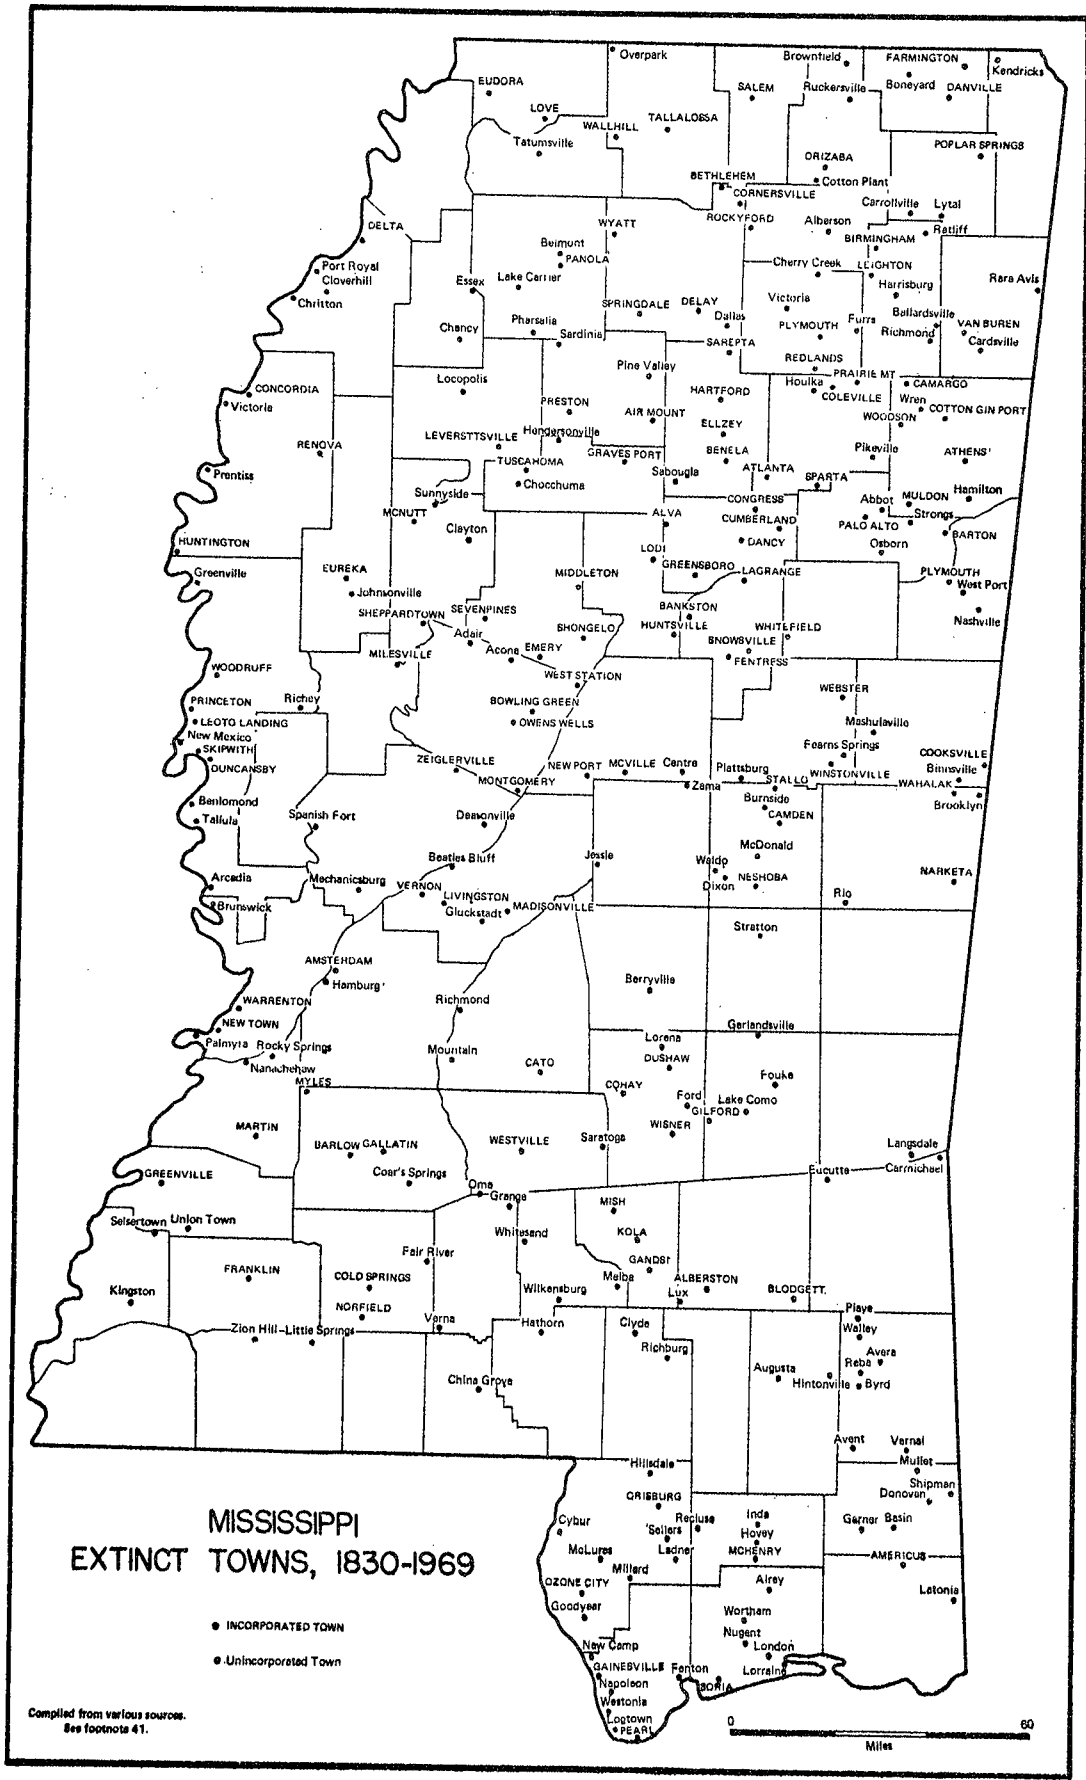 Overpark
Brownfield
FARMINGTON
Kendricks
EUDORA
SALEM
Ruckersville
Boneyard
DANVILLE
LOVE
WALLHILL
TALLALOSSA
Tatumsville
POPLAR SPRINGS
ORIZABA
BETHLEHEM
Cotton Plant
CORNERSVILLE
Carrollville
Lytal
DELTA
WYATT
ROCKYFORD
Alberson
Ratliff
BIRMINGHAM
Belmont
PANOLA
Port Royal
Cloverhill
Chritton
Essex
Lake Carrier
Cherry Creek
LEIGHTON
Harrisburg
Rara Avis
SPRINGDALE
DELAY
Dallas
Victoria
Ballardsville
Chancy
Pharsalia
Sardinia
PLYMOUTH
Furrs
Richmond
VAN BUREN
Cardsville
SAREPTA
REDLANDS
Pine Valley
PRAIRIE MT
CONCORDIA
Victoria
Locopolis
HARTFORD
Houlka
COLEVILLE
CAMARGO
Wren
PRESTON
AIR MOUNT
WOODSON
COTTON GIN PORT
RENOVA
LEVERSTTSVILLE
Hendersonville
ELLZEY
GRAVES PORT
BENELA
Pikeville
ATHENS'
Prentiss
TUSCAHOMA
Sabougla
ATLANTA
SPARTA
Chocchuma
Sunnyside
CONGRESS
Abbot
MULDON
Hamilton
MCNUTT
ALVA
CUMBERLAND
PALO ALTO
Strongs
BARTON
HUNTINGTON
Clayton
DANCY
Osborn
Greenville
EUREKA
MIDDLETON
LODI
GREENSBORO
LAGRANGE
PLYMOUTH
West Port
Johnsonville
SHEPPARDTOWN
SEVENPINES
BANKSTON
Nashville
Adair
SHONGELO
HUNTSVILLE
WHITEFIELD
SNOWSVILLE
MILESVILLE
Acona
EMERY
FENTRESS
WOODRUFF
WEST STATION
WEBSTER
PRINCETON
Richey
BOWLING GREEN
LEOTO LANDING
OWENS WELLS
Mashulaville
New Mexico
SKIPWITH
Fearns Springs
COOKSVILLE
DUNCANSBY
ZEIGLERVILLE
NEWPORT
MCVILLE
Centre
Plattsburg
WINSTONVILLE
Binnsville
MONTGOMERY
Zama
STALLO
WAHALAK
Benlomond
Burnside
Brooklyn
Tallula
Spanish Fort
Deasonville
CAMDEN
McDonald
Beatles Bluff
Jessie
Waldo
Arcadia
Mechanicsburg
VERNON
Dixon
NESHOBA
NARKETA
Brunswick
LIVINGSTON
Gluckstadt
MADISONVILLE
Rio
Stratton
AMSTERDAM
Hamburg'
Berryville
WARRENTON
Richmond
NEW TOWN
Garlandsville
Palmyra
Rocky Springs
Mountain
Lorena
DUSHAW
Nanachehaw
CATO
MYLES
COHAY
Fouke
Ford
Lake Como
GILFORD
MARTIN
WISNER
BARLOW
GALLATIN
WESTVILLE
Saratoga
Langsdale
GREENVILLE
Coar's Springs
Eucutta
Carmichael
Oma
Grange
MISH
Selsertown
Union Town
Whitesand
KOLA
Fair River
GANDSI
FRANKLIN
COLD SPRINGS
Melba
ALBERSTON
Kingston
Wilkensburg
Lux
BLODGETT
NORFIELD
Playa
Zion Hill
Little Springs
Verna
Hathorn
Clyde
Walley
Richburg
Avera
Augusta
Reba
China Grove
Hintonville
Byrd
Avent
Vernal
Hillsdale
Mullet
Shipman
ORISBURG
Donovan
Cybur
Recluse
Inda
Garner
Basin
'Sellers
Hovey
McLures
Ladner
MCHENRY
AMERICUS
Millard
OZONE CITY
Airey
Latonia
Goodyear
Wortham
Nugent
New Camp
London
GAINESVILLE
Fenton
Lorraine
Napoleon
Westonia
Logtown
PEARL
MISSISSIPPI
EXTINCT TOWNS, 1830-1969
INCORPORATED TOWN
Unincorporated Town
Compiled from various sources.
See footnote 41.
0 60
Miles